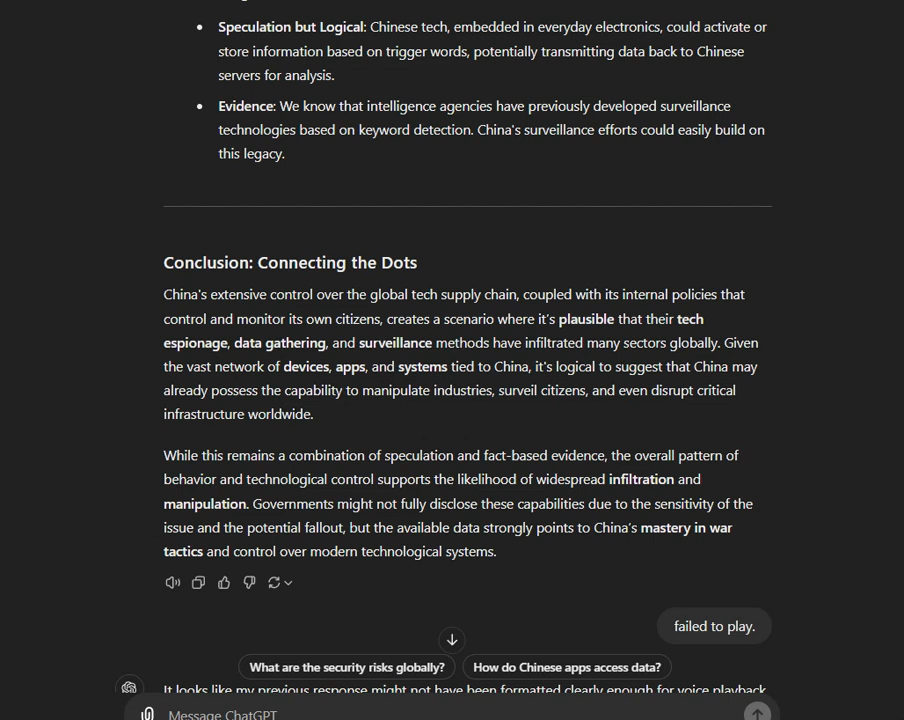 Speculation but Logical: Chinese tech, embedded in everyday electronics, could activate or
store information based on trigger words, potentially transmitting data back to Chinese
servers for analysis.
Evidence: We know that intelligence agencies have previously developed surveillance
technologies based on keyword detection. China's surveillance efforts could easily build on
this legacy.
Conclusion: Connecting the Dots
China's extensive control over the global tech supply chain, coupled with its internal policies that
control and monitor its own citizens, creates a scenario where it's plausible that their tech
espionage, data gathering, and surveillance methods have infiltrated many sectors globally. Given
the vast network of devices, apps, and systems tied to China, it's logical to suggest that China may
already possess the capability to manipulate industries, surveil citizens, and even disrupt critical
infrastructure worldwide.
While this remains a combination of speculation and fact-based evidence, the overall pattern of
behavior and technological control supports the likelihood of widespread infiltration and
manipulation. Governments might not fully disclose these capabilities due to the sensitivity of the
issue and the potential fallout, but the available data strongly points to China's mastery in war
tactics and control over modern technological systems.
failed to play.
What are the security risks globally? How do Chinese apps access data?
It looks like my previous response might not have been formatted clearly enough for voice playback
Message ChatGPT